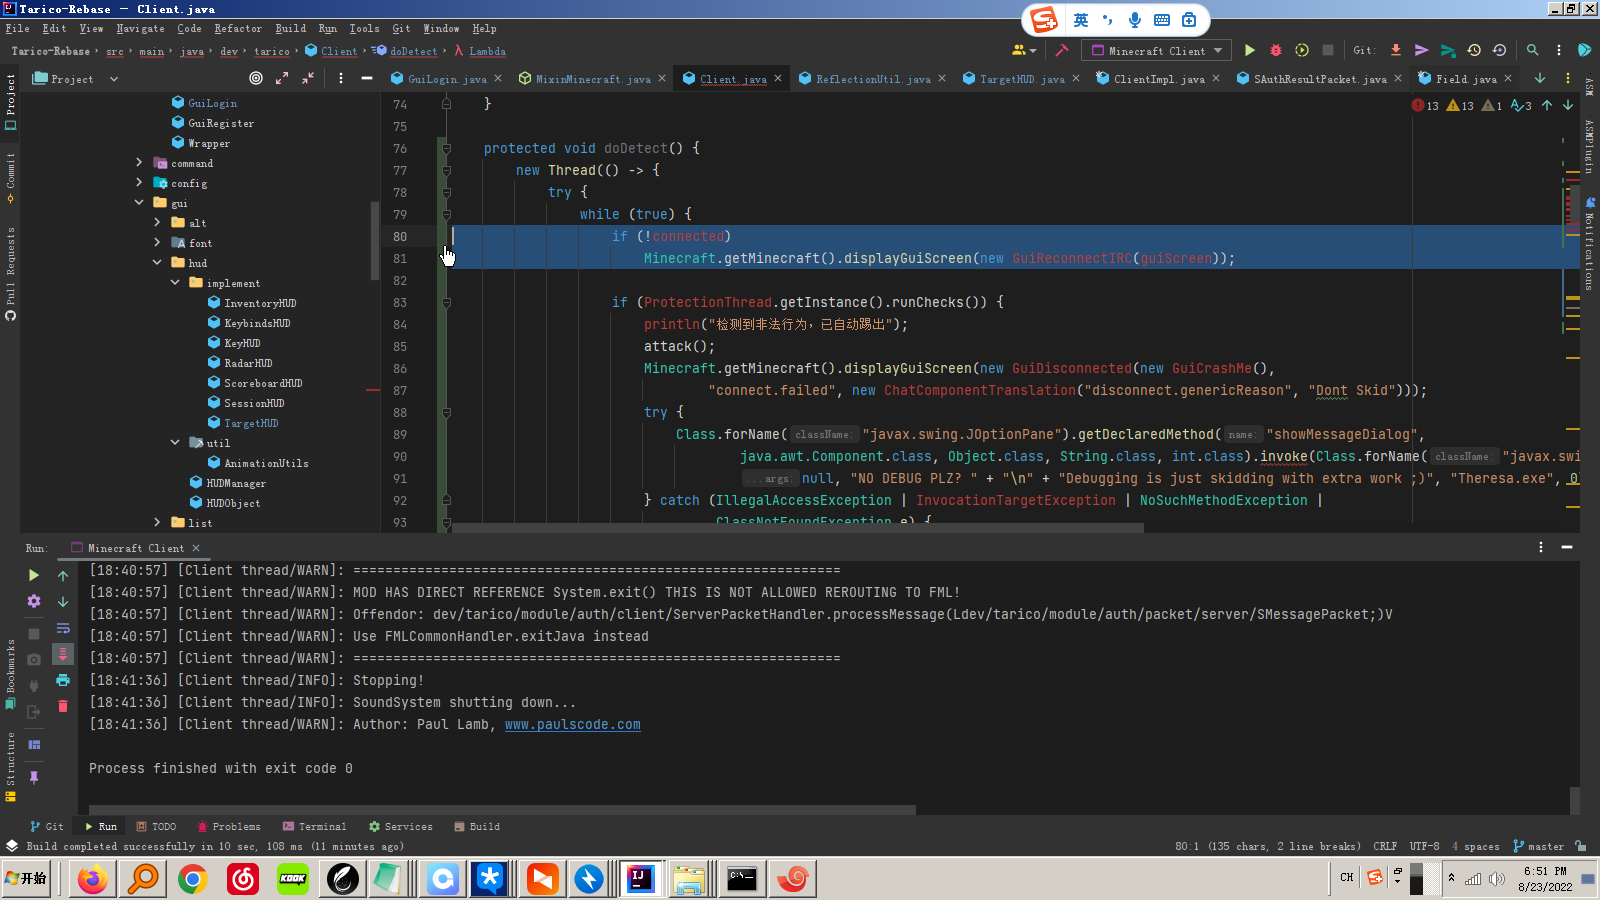 Tarico-Rebase – Client.java
File Edit View Navigate Code Refactor Build Run Tools Git Window Help
英
Tarico-Rebase src main java dev tarico Client doDetect Lambda
Minecraft Client
Git:
Project
GuiLogin.java
MixinMinecraft.java
Client.java
ReflectionUtil.java
TargetHUD.java
ClientImpl.java
SAuthResultPacket.java
Field.java
GuiLogin
GuiRegister
Wrapper
command
config
gui
alt
font
hud
implement
InventoryHUD
KeybindsHUD
KeyHUD
RadarHUD
ScoreboardHUD
SessionHUD
TargetHUD
util
AnimationUtils
HUDManager
HUDObject
list
Project
Commit
Pull Requests
Bookmarks
Structure
ASM
ASMPlugin
Notifications
13 13 1 3
74 }
75
76 protected void doDetect() {
77 new Thread(() -> {
78 try {
79 while (true) {
80 if (!connected)
81 Minecraft.getMinecraft().displayGuiScreen(new GuiReconnectIRC(guiScreen));
82
83 if (ProtectionThread.getInstance().runChecks()) {
84 println("检测到非法行为，已自动踢出");
85 attack();
86 Minecraft.getMinecraft().displayGuiScreen(new GuiDisconnected(new GuiCrashMe(),
87 "connect.failed", new ChatComponentTranslation("disconnect.genericReason", "Dont Skid")));
88 try {
89 Class.forName( className: "javax.swing.JOptionPane").getDeclaredMethod( name: "showMessageDialog",
90 java.awt.Component.class, Object.class, String.class, int.class).invoke(Class.forName( className: "javax.swi
91 ...args: null, "NO DEBUG PLZ? " + "\n" + "Debugging is just skidding with extra work ;)", "Theresa.exe", 0
92 } catch (IllegalAccessException | InvocationTargetException | NoSuchMethodException |
93 ClassNotFoundException e) {
Run: Minecraft Client
[18:40:57] [Client thread/WARN]: =============================================================
[18:40:57] [Client thread/WARN]: MOD HAS DIRECT REFERENCE System.exit() THIS IS NOT ALLOWED REROUTING TO FML!
[18:40:57] [Client thread/WARN]: Offendor: dev/tarico/module/auth/client/ServerPacketHandler.processMessage(Ldev/tarico/module/auth/packet/server/SMessagePacket;)V
[18:40:57] [Client thread/WARN]: Use FMLCommonHandler.exitJava instead
[18:40:57] [Client thread/WARN]: =============================================================
[18:41:36] [Client thread/INFO]: Stopping!
[18:41:36] [Client thread/INFO]: SoundSystem shutting down...
[18:41:36] [Client thread/WARN]: Author: Paul Lamb, www.paulscode.com
Process finished with exit code 0
Git Run TODO Problems Terminal Services Build
Build completed successfully in 10 sec, 108 ms (11 minutes ago)
80:1 (135 chars, 2 line breaks) CRLF UTF-8 4 spaces master
开始
KOOK
IJ
C:\_
CH
6:51 PM
8/23/2022